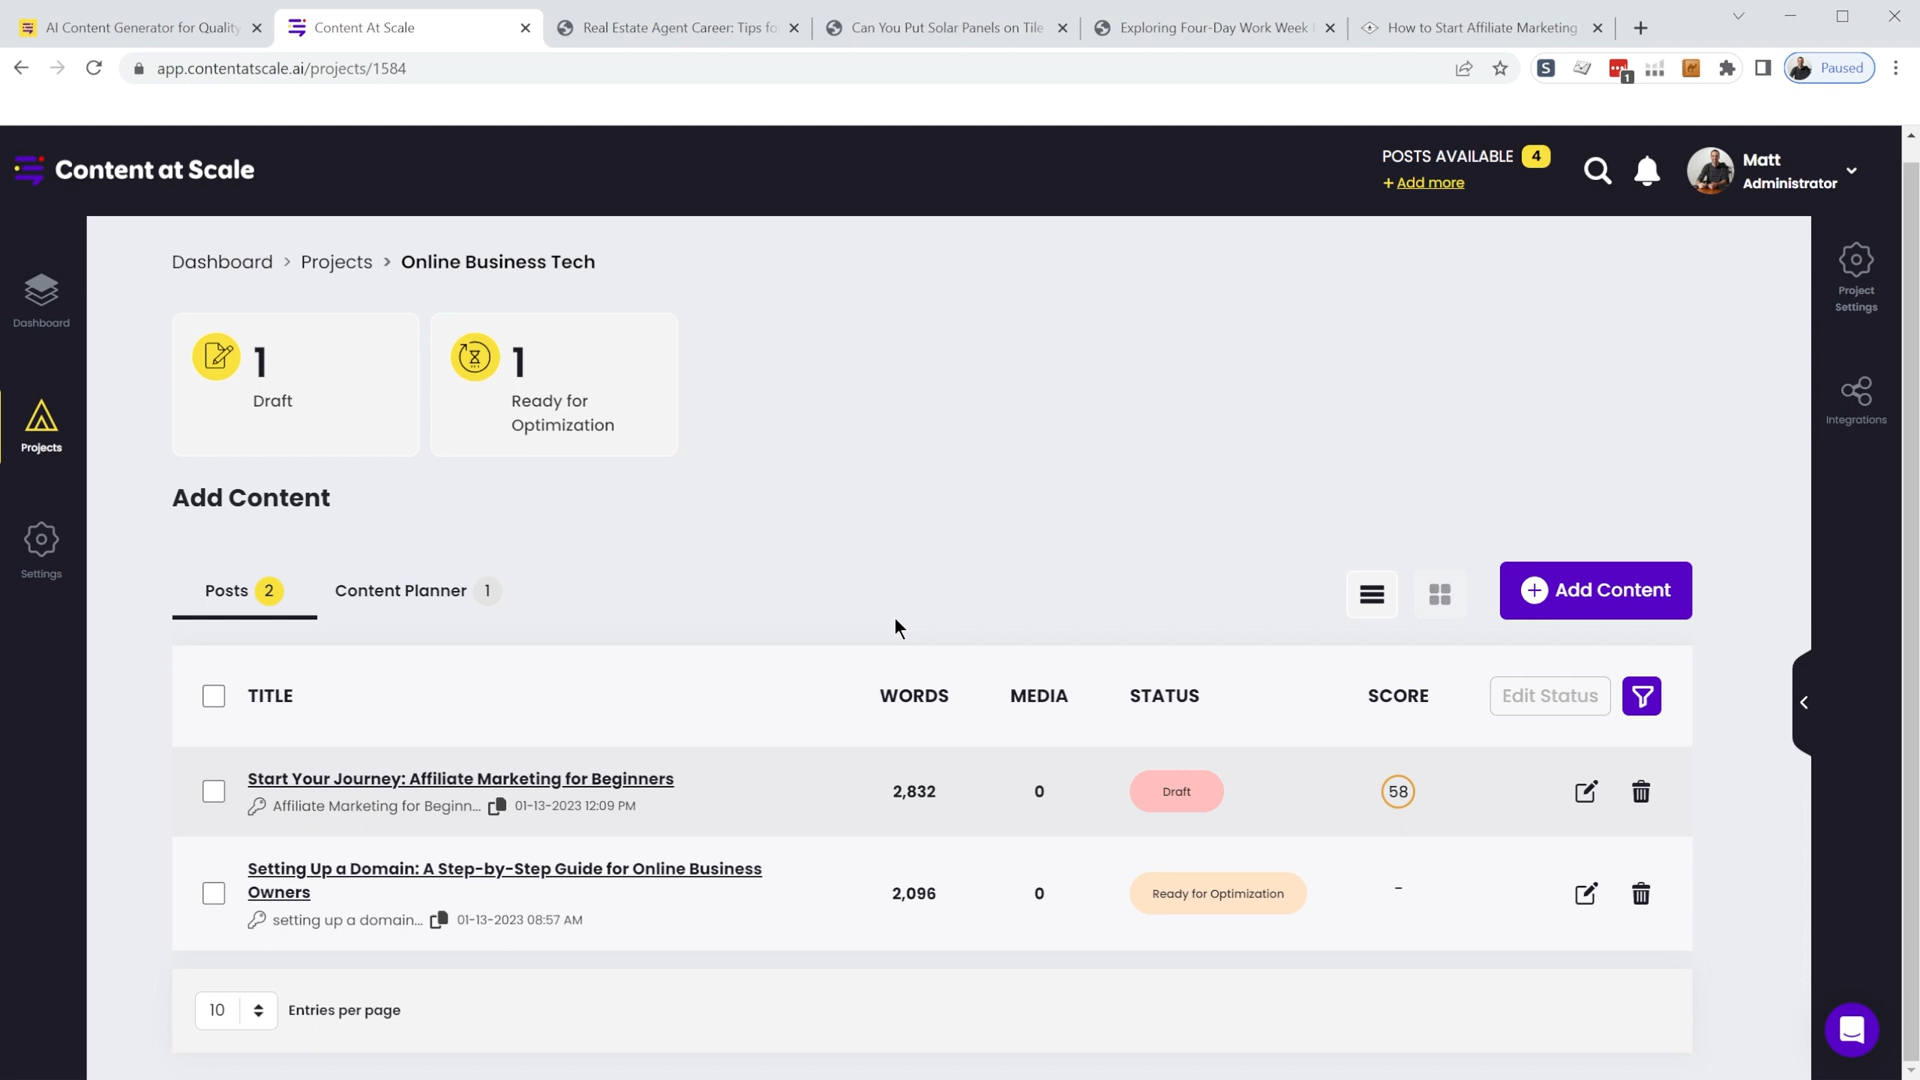 AI Content Generator for Quality
Content At Scale
Real Estate Agent Career: Tips fo
Can You Put Solar Panels on Tile
Exploring Four-Day Work Week
How to Start Affiliate Marketing
app.contentatscale.ai/projects/1584
S
1
Paused
Content at Scale
POSTS AVAILABLE 4
+ Add more
Matt
Administrator
Dashboard > Projects > Online Business Tech
Dashboard
Projects
Settings
Project
Settings
Integrations
1
Draft
1
Ready for
Optimization
Add Content
Posts 2
Content Planner 1
Add Content
TITLE WORDS MEDIA STATUS SCORE Edit Status
Start Your Journey: Affiliate Marketing for Beginners
Affiliate Marketing for Beginn... 01-13-2023 12:09 PM
2,832 0 Draft 58
Setting Up a Domain: A Step-by-Step Guide for Online Business
Owners
setting up a domain... 01-13-2023 08:57 AM
2,096 0 Ready for Optimization -
10 Entries per page